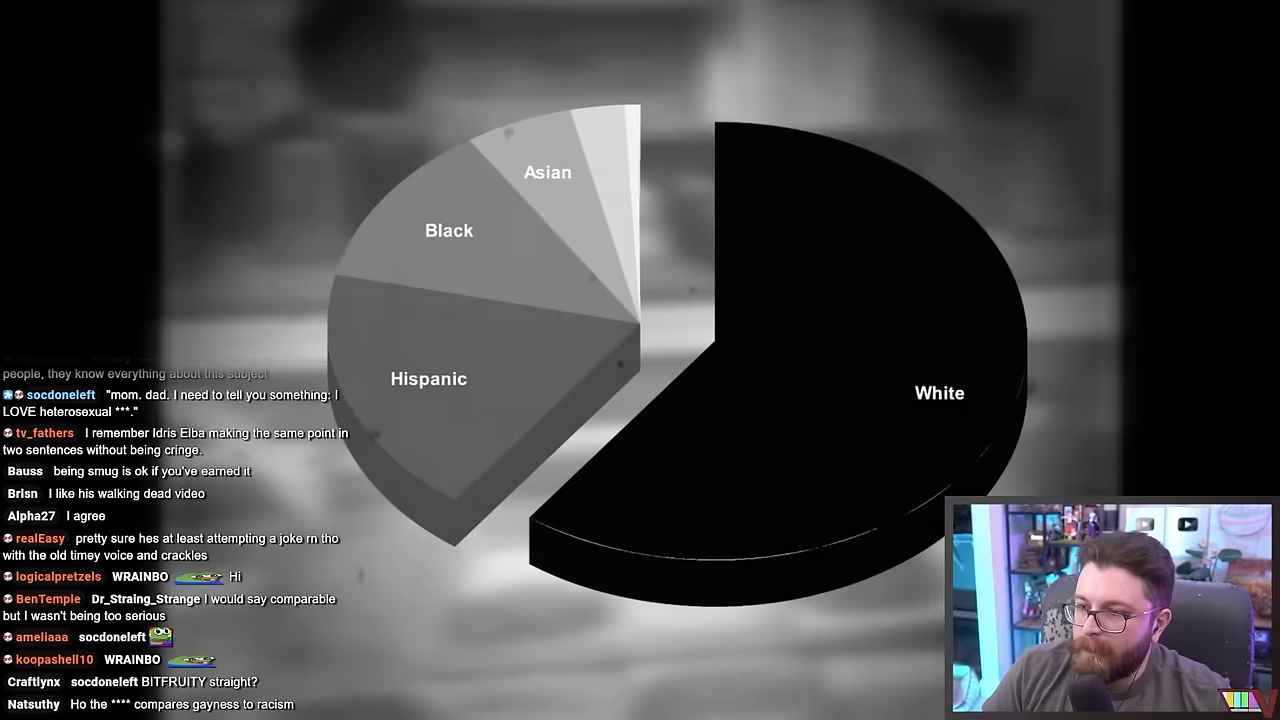 Asian
Black
Hispanic
White
people, they know everything about this subject
socdoneleft "mom. dad. I need to tell you something: I
LOVE heterosexual ***."
tv_fathers I remember Idris Elba making the same point in
two sentences without being cringe.
Bauss being smug is ok if you've earned it
Brisn I like his walking dead video
Alpha27 I agree
realEasy pretty sure hes at least attempting a joke rn tho
with the old timey voice and crackles
logicalpretzels WRAINBO Hi
BenTemple Dr_Straing_Strange I would say comparable
but I wasn't being too serious
ameliaaa socdoneleft
koopashell10 WRAINBO
Craftlynx socdoneleft BITFRUITY straight?
Natsuthy Ho the **** compares gayness to racism